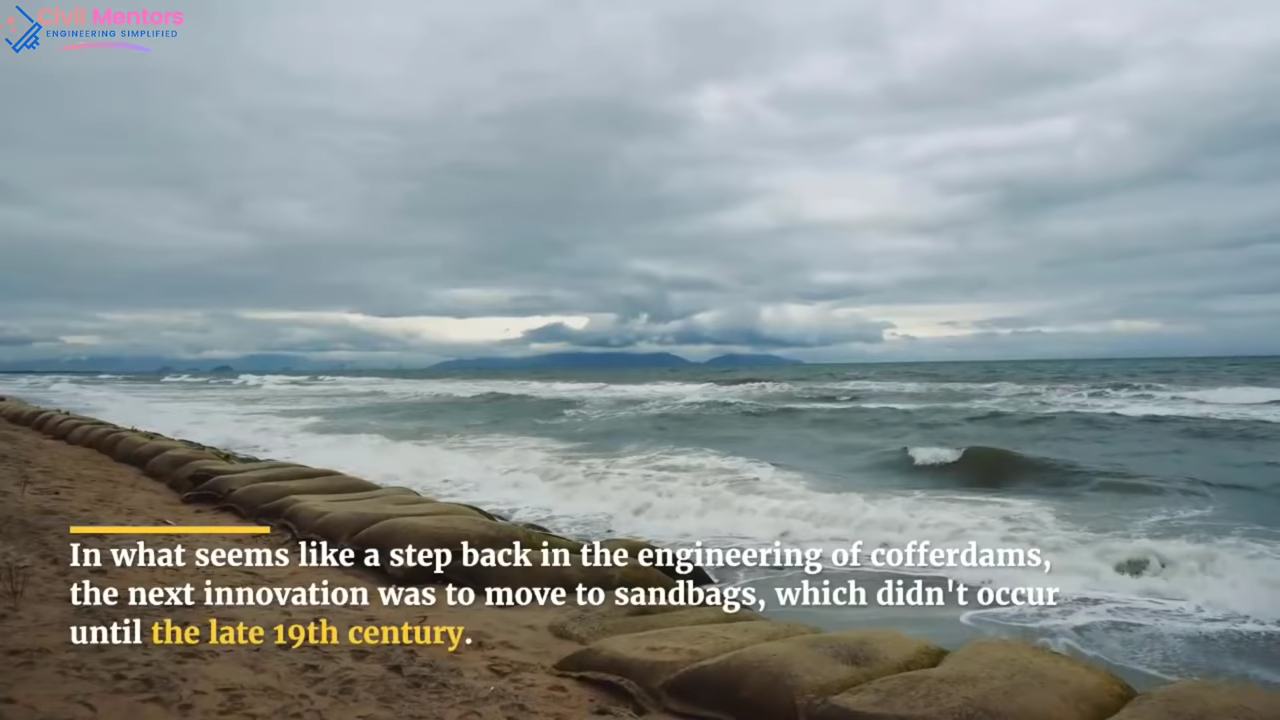 Civil Mentors
ENGINEERING SIMPLIFIED
In what seems like a step back in the engineering of cofferdams,
the next innovation was to move to sandbags, which didn't occur
until the late 19th century.